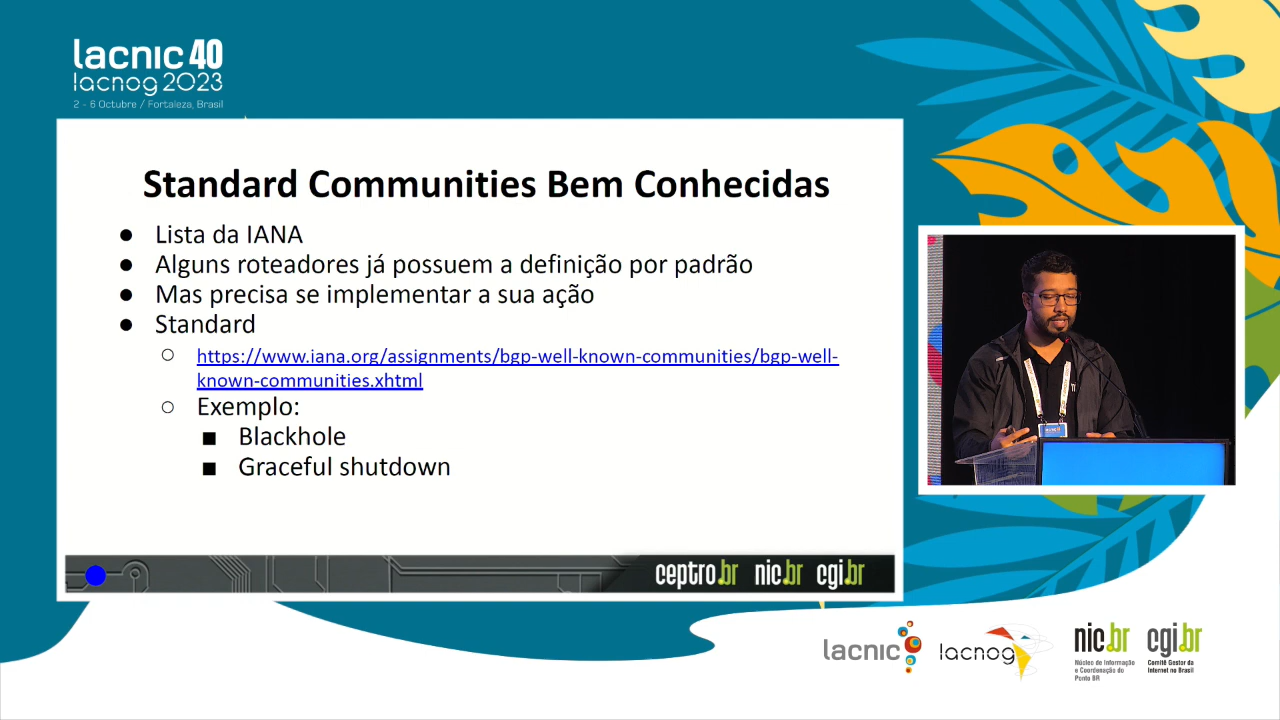 lacnic 40
lacnog 2023
2 - 6 Octubre / Fortaleza, Brasil
Standard Communities Bem Conhecidas
● Lista da IANA
● Alguns roteadores já possuem a definição por padrão
● Mas precisa se implementar a sua ação
● Standard
○ https://www.iana.org/assignments/bgp-well-known-communities/bgp-well-
known-communities.xhtml
○ Exemplo:
■ Blackhole
■ Graceful shutdown
ceptro.br nic.br cgi.br
lacnic
lacnog
nic.br
Núcleo de Informação
e Coordenação do
Ponto BR
cgi.br
Comitê Gestor da
Internet no Brasil